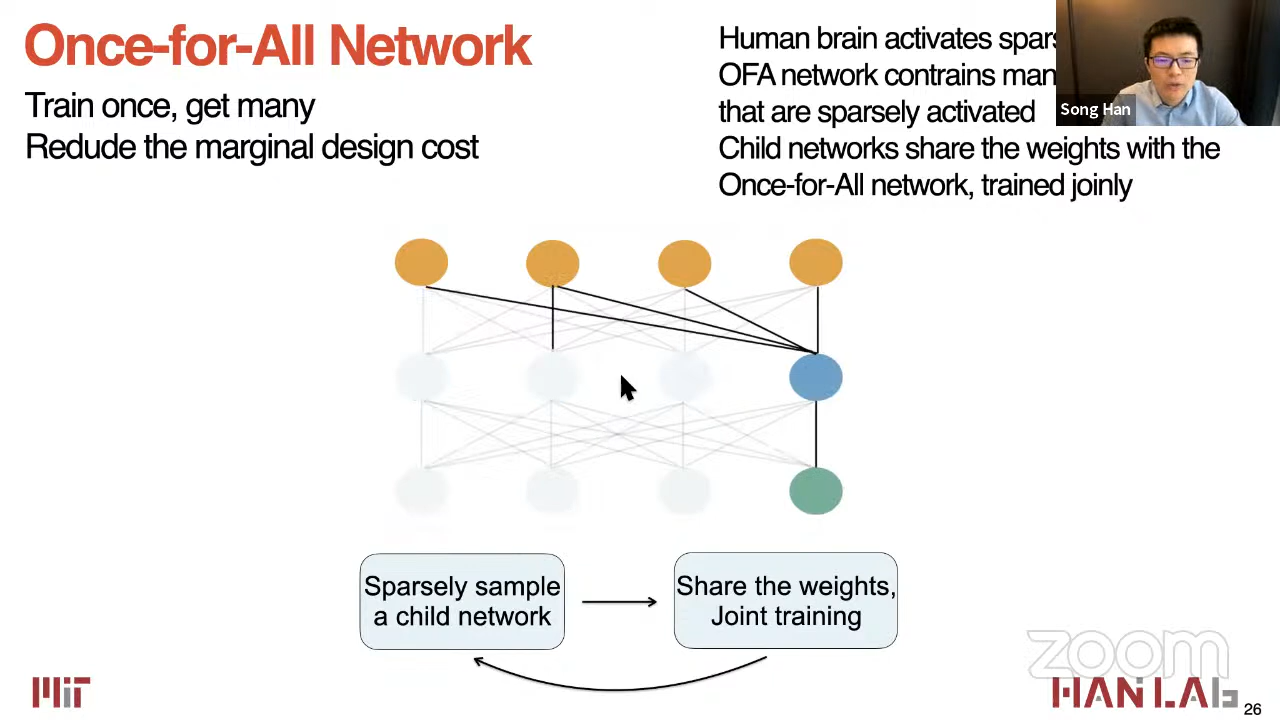 Once-for-All Network
Train once, get many
Redude the marginal design cost
Human brain activates
OFA network contrains
that are sparsely activated
Child networks share the weights with the
Once-for-All network, trained joinly
Song Han
Sparsely sample
a child network
Share the weights,
Joint training
zoom
MIT
HAN LAb
26